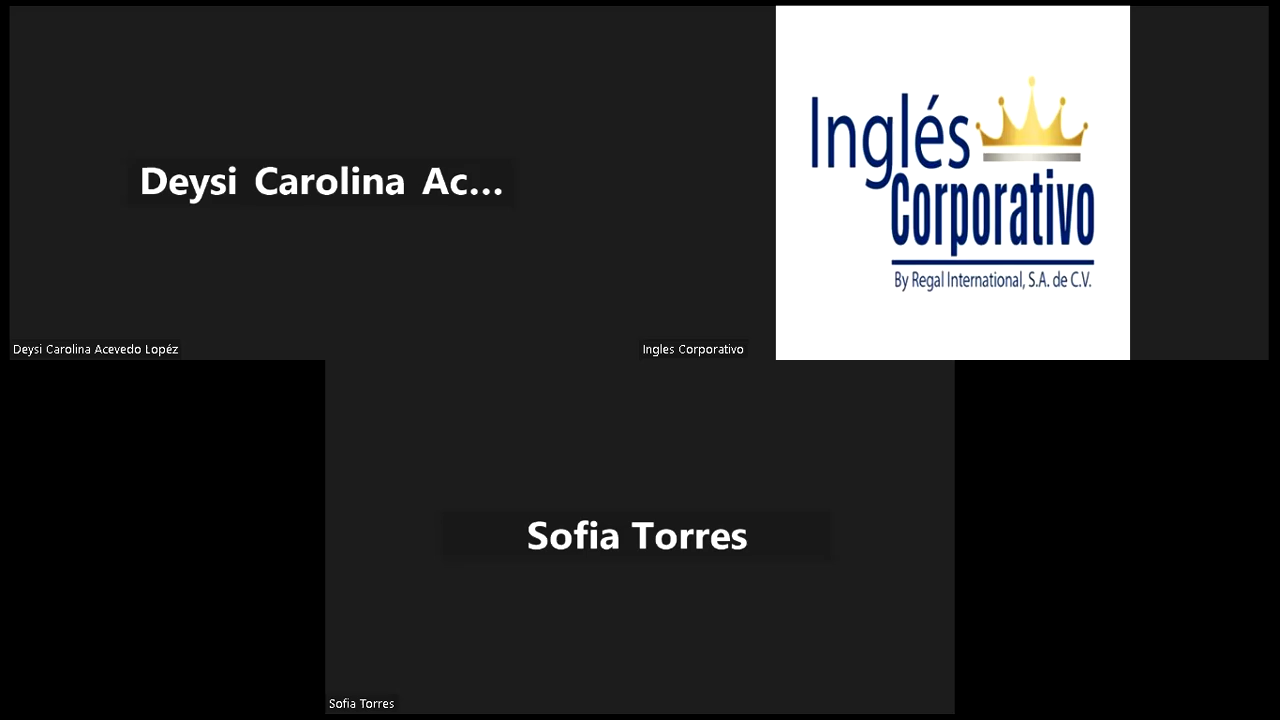 Deysi Carolina Ac...
Deysi Carolina Acevedo Lopéz
Inglés
Corporativo
By Regal International, S.A. de C.V.
Ingles Corporativo
Sofia Torres
Sofia Torres